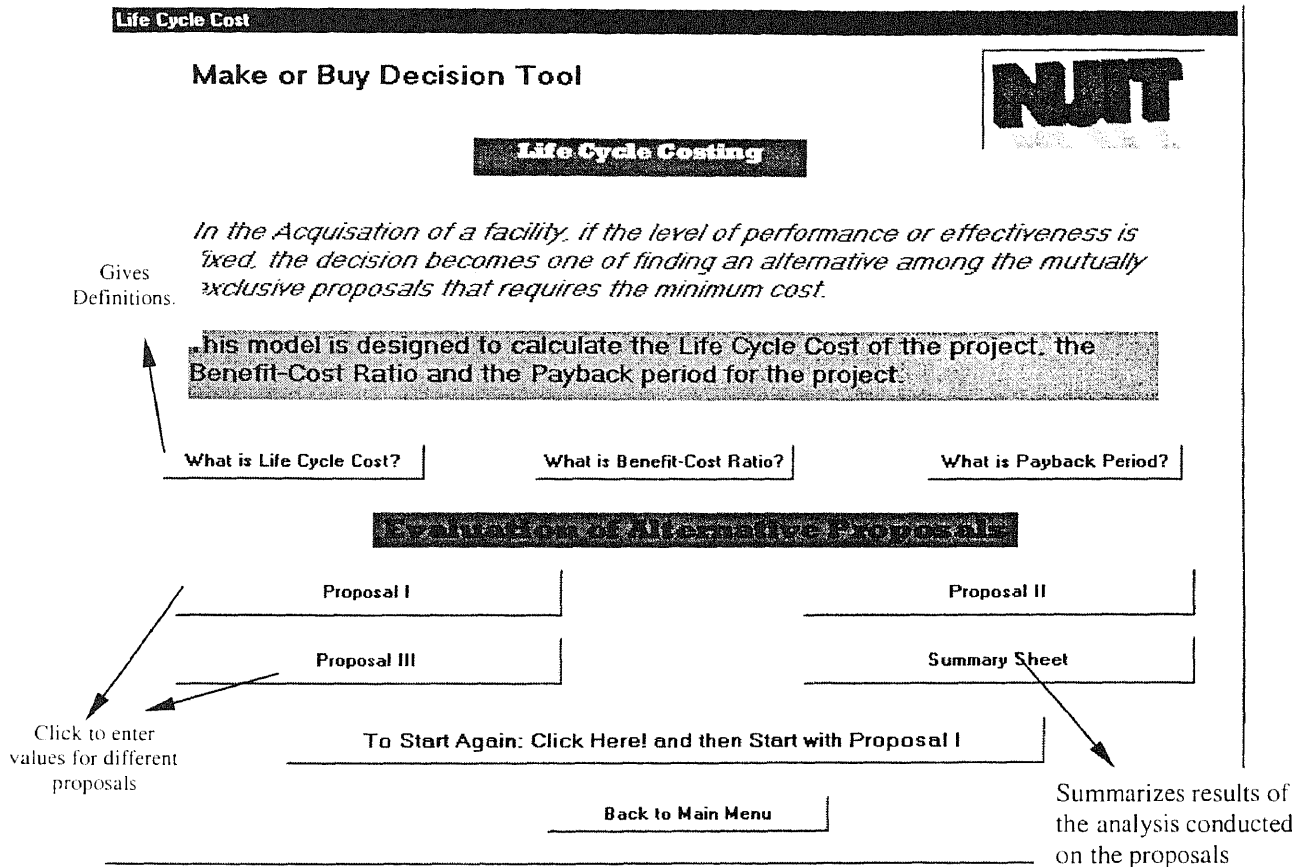 Life Cycle Cost
Make or Buy Decision Tool
NJIT
Life Cycle Costing
In the Acquisation of a facility, if the level of performance or effectiveness is
ixed, the decision becomes one of finding an alternative among the mutually
xclusive proposals that requires the minimum cost.
Gives
Definitions.
his model is designed to calculate the Life Cycle Cost of the project, the
Benefit-Cost Ratio and the Payback period for the project.
What is Life Cycle Cost?
What is Benefit-Cost Ratio?
What is Payback Period?
Evaluation of Alternative Proposals
Proposal I
Proposal II
Proposal III
Summary Sheet
Click to enter
values for different
proposals
To Start Again: Click Here! and then Start with Proposal I
Back to Main Menu
Summarizes results of
the analysis conducted
on the proposals